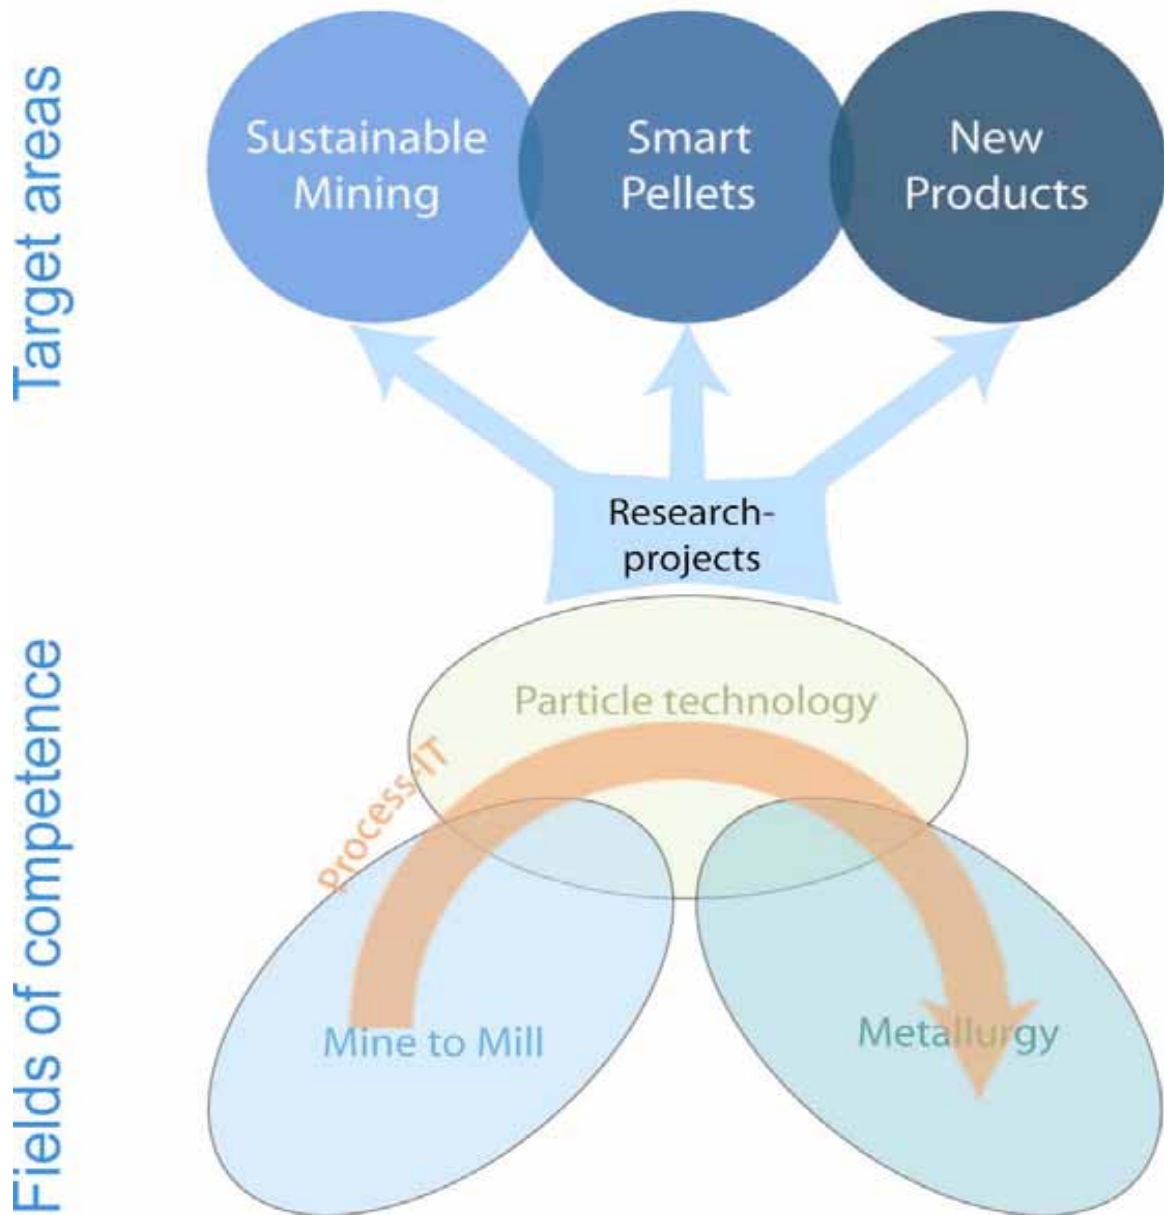 Target areas
Sustainable
Mining
Smart
Pellets
New
Products
Research-
projects
Fields of competence
Particle technology
Process-IT
Mine to Mill
Metallurgy